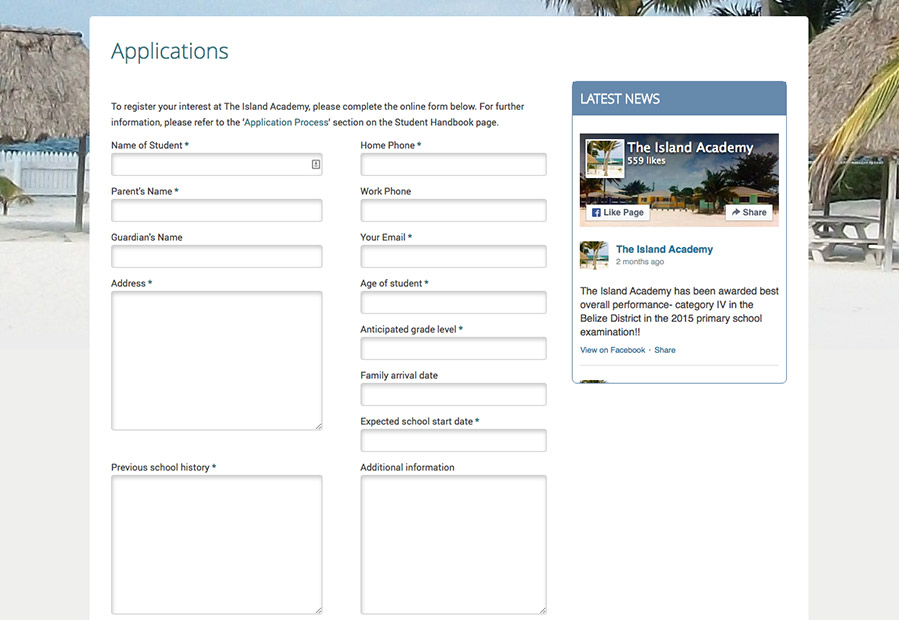 Applications
To register your interest at The Island Academy, please complete the online form below. For further
information, please refer to the 'Application Process' section on the Student Handbook page.
Name of Student *
Home Phone *
Parent's Name *
Work Phone
Guardian's Name
Your Email *
Address *
Age of student *
Anticipated grade level *
Family arrival date
Expected school start date *
Previous school history *
Additional information
LATEST NEWS
The Island Academy
559 likes
Like Page
Share
The Island Academy
2 months ago
The Island Academy has been awarded best
overall performance- category IV in the
Belize District in the 2015 primary school
examination!!
View on Facebook · Share